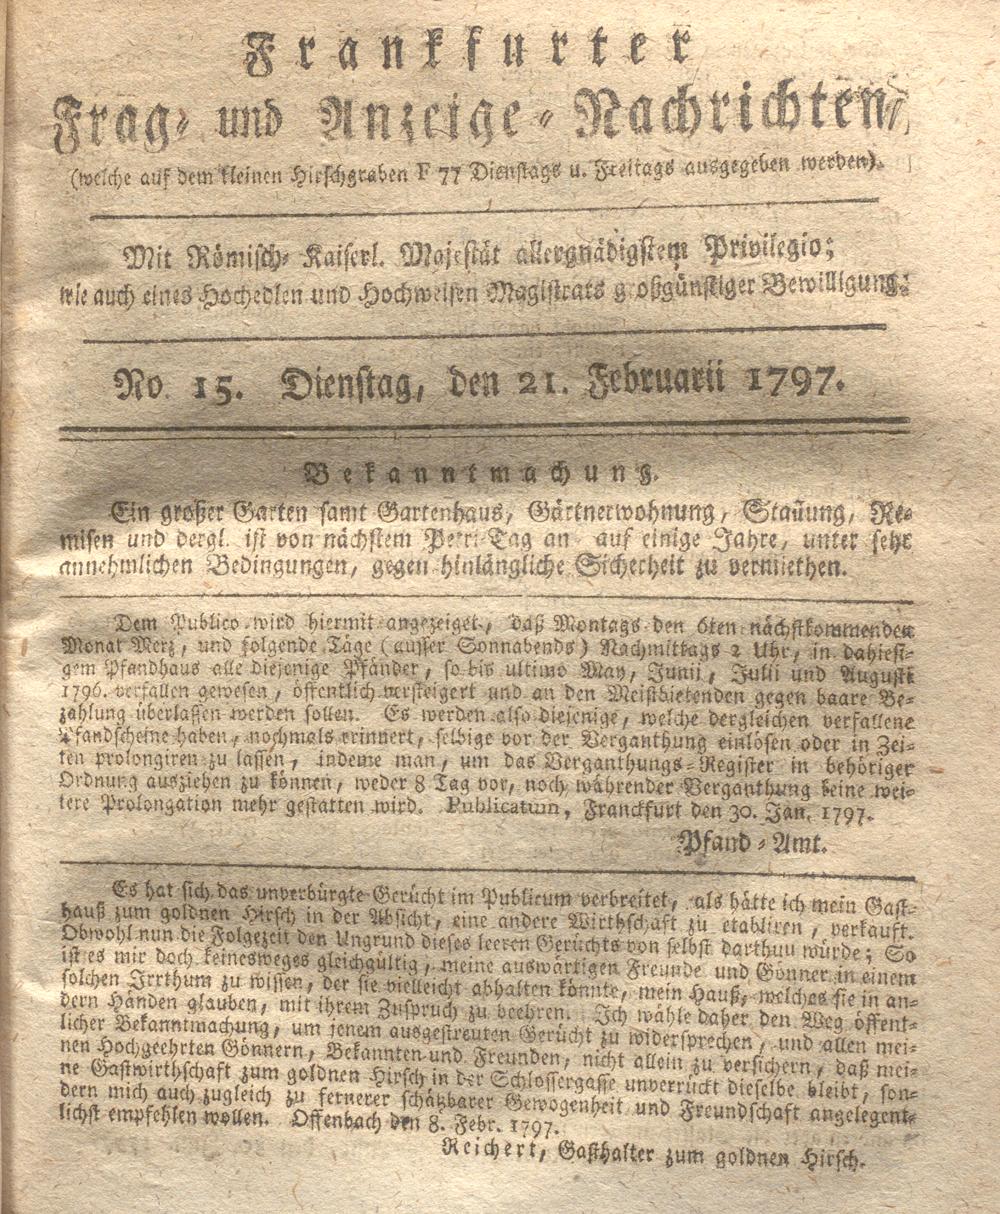 Frankfurter
Frag- und Anzeige-Nachrichten,
(welche auf dem kleinen Hirschgraben F 77 Dienstags u. Freitags ausgegeben werden).
Mit Römisch-Kaiserl. Majestät allergnädigstem Privilegio;
wie auch eines Hochedlen und Hochweisen Magistrats großgünstiger Bewilligung.
No. 15. Dienstag, den 21. Februarii 1797.
Bekanntmachung.
Ein großer Garten samt Gartenhaus, Gärtnerwohnung, Stallung, Re-
misen und dergl. ist von nächstem Petri-Tag an auf einige Jahre, unter sehr
annehmlichen Bedingungen, gegen hinlängliche Sicherheit zu vermiethen.
Dem Publico wird hiermit angezeiget, daß Montags den 6ten nächstkommenden
Monat Merz, und folgende Täge (ausser Sonnabends) Nachmittags 2 Uhr, in dahiesi-
gem Pfandhaus alle diejenige Pfänder, so bis ultimo May, Junii, Julii und Augusti
1796. verfallen gewesen, öffentlich versteigert und an den Meistbietenden gegen baare Be-
zahlung überlassen werden sollen. Es werden also diejenige, welche dergleichen verfallene
Pfandscheine haben, nochmals erinnert, selbige vor der Verganthung einlösen oder in Zei-
ten prolongiren zu lassen, indeme man, um das Verganthungs-Register in behöriger
Ordnung ausziehen zu können, weder 8 Tag vor, noch währender Verganthung keine wei-
tere Prolongation mehr gestatten wird. Publicatum, Franckfurt den 30. Jan. 1797.
Pfand-Amt.
Es hat sich das unverbürgte Gerücht im Publicum verbreitet, als hätte ich mein Gast-
hauß zum goldnen Hirsch in der Absicht, eine andere Wirthschaft zu etabliren, verkauft.
Obwohl nun die Folgezeit den Ungrund dieses leeren Gerüchts von selbst darthun würde; So
ist es mir doch keinesweges gleichgültig, meine auswärtigen Freunde und Gönner in einem
solchen Irrthum zu wissen, der sie vielleicht abhalten könnte, mein Hauß, welches sie in an-
dern Händen glauben, mit ihrem Zuspruch zu beehren. Ich wähle daher den Weg öffent-
licher Bekanntmachung, um jenem ausgestreuten Gerücht zu widersprechen, und allen mei-
nen Hochgeehrten Gönnern, Bekannten und Freunden, nicht allein zu versichern, daß mei-
ne Gastwirthschaft zum goldnen Hirsch in der Schlossergasse unverrückt dieselbe bleibt, son-
dern mich auch zugleich zu fernerer schätzbarer Gewogenheit und Freundschaft angelegent-
lichst empfehlen wollen. Offenbach den 8. Febr. 1797.
Reichert, Gasthalter zum goldnen Hirsch.